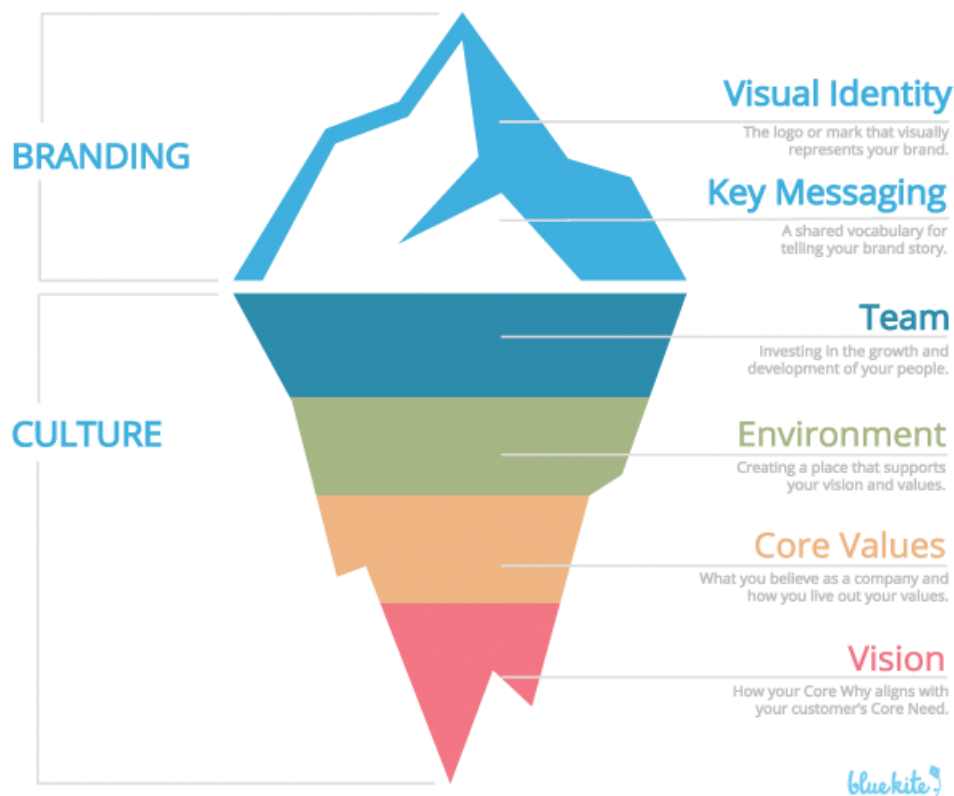 BRANDING
Visual Identity
The logo or mark that visually
represents your brand.
Key Messaging
A shared vocabulary for
telling your brand story.
CULTURE
Team
Investing in the growth and
development of your people.
Environment
Creating a place that supports
your vision and values.
Core Values
What you believe as a company and
how you live out your values.
Vision
How your Core Why aligns with
your customer's Core Need.
bluekite